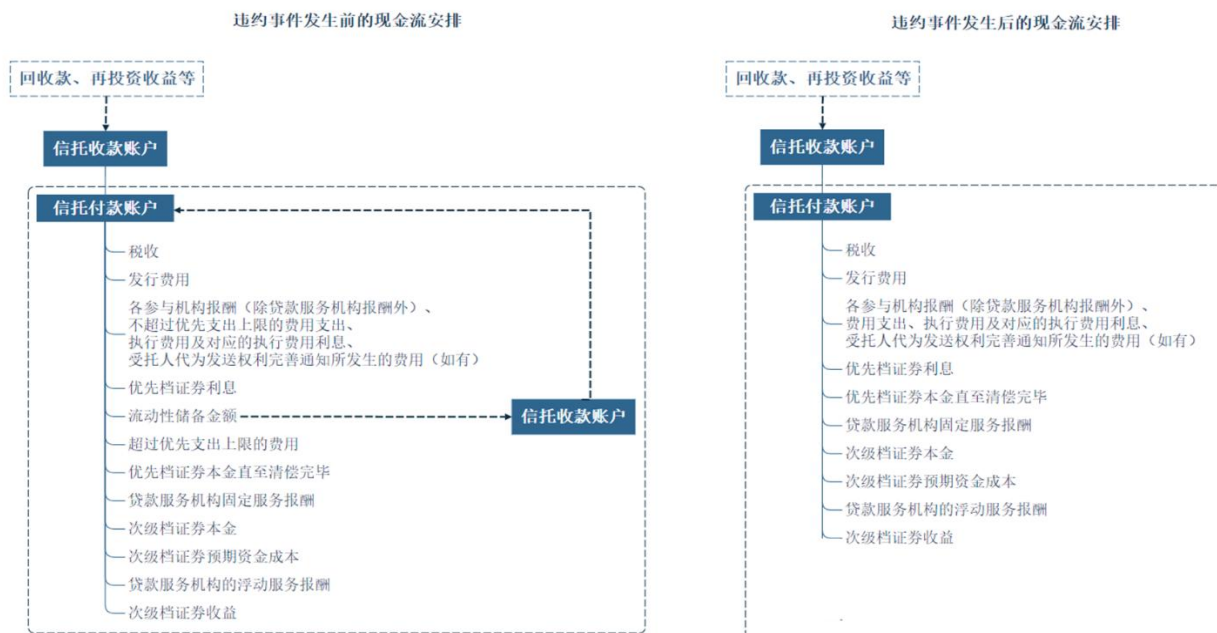 违约事件发生前的现金流安排
回收款、再投资收益等
信托收款账户
信托付款账户
税收
发行费用
各参与机构报酬（除贷款服务机构报酬外）、
不超过优先支出上限的费用支出、
执行费用及对应的执行费用利息、
受托人代为发送权利完善通知所发生的费用（如有）
优先档证券利息
流动性储备金额
信托收款账户
超过优先支出上限的费用
优先档证券本金直至清偿完毕
贷款服务机构固定服务报酬
次级档证券本金
次级档证券预期资金成本
贷款服务机构的浮动服务报酬
次级档证券收益
违约事件发生后的现金流安排
回收款、再投资收益等
信托收款账户
信托付款账户
税收
发行费用
各参与机构报酬（除贷款服务机构报酬外）、
费用支出、执行费用及对应的执行费用利息、
受托人代为发送权利完善通知所发生的费用（如有）
优先档证券利息
优先档证券本金直至清偿完毕
贷款服务机构固定服务报酬
次级档证券本金
次级档证券预期资金成本
贷款服务机构的浮动服务报酬
次级档证券收益